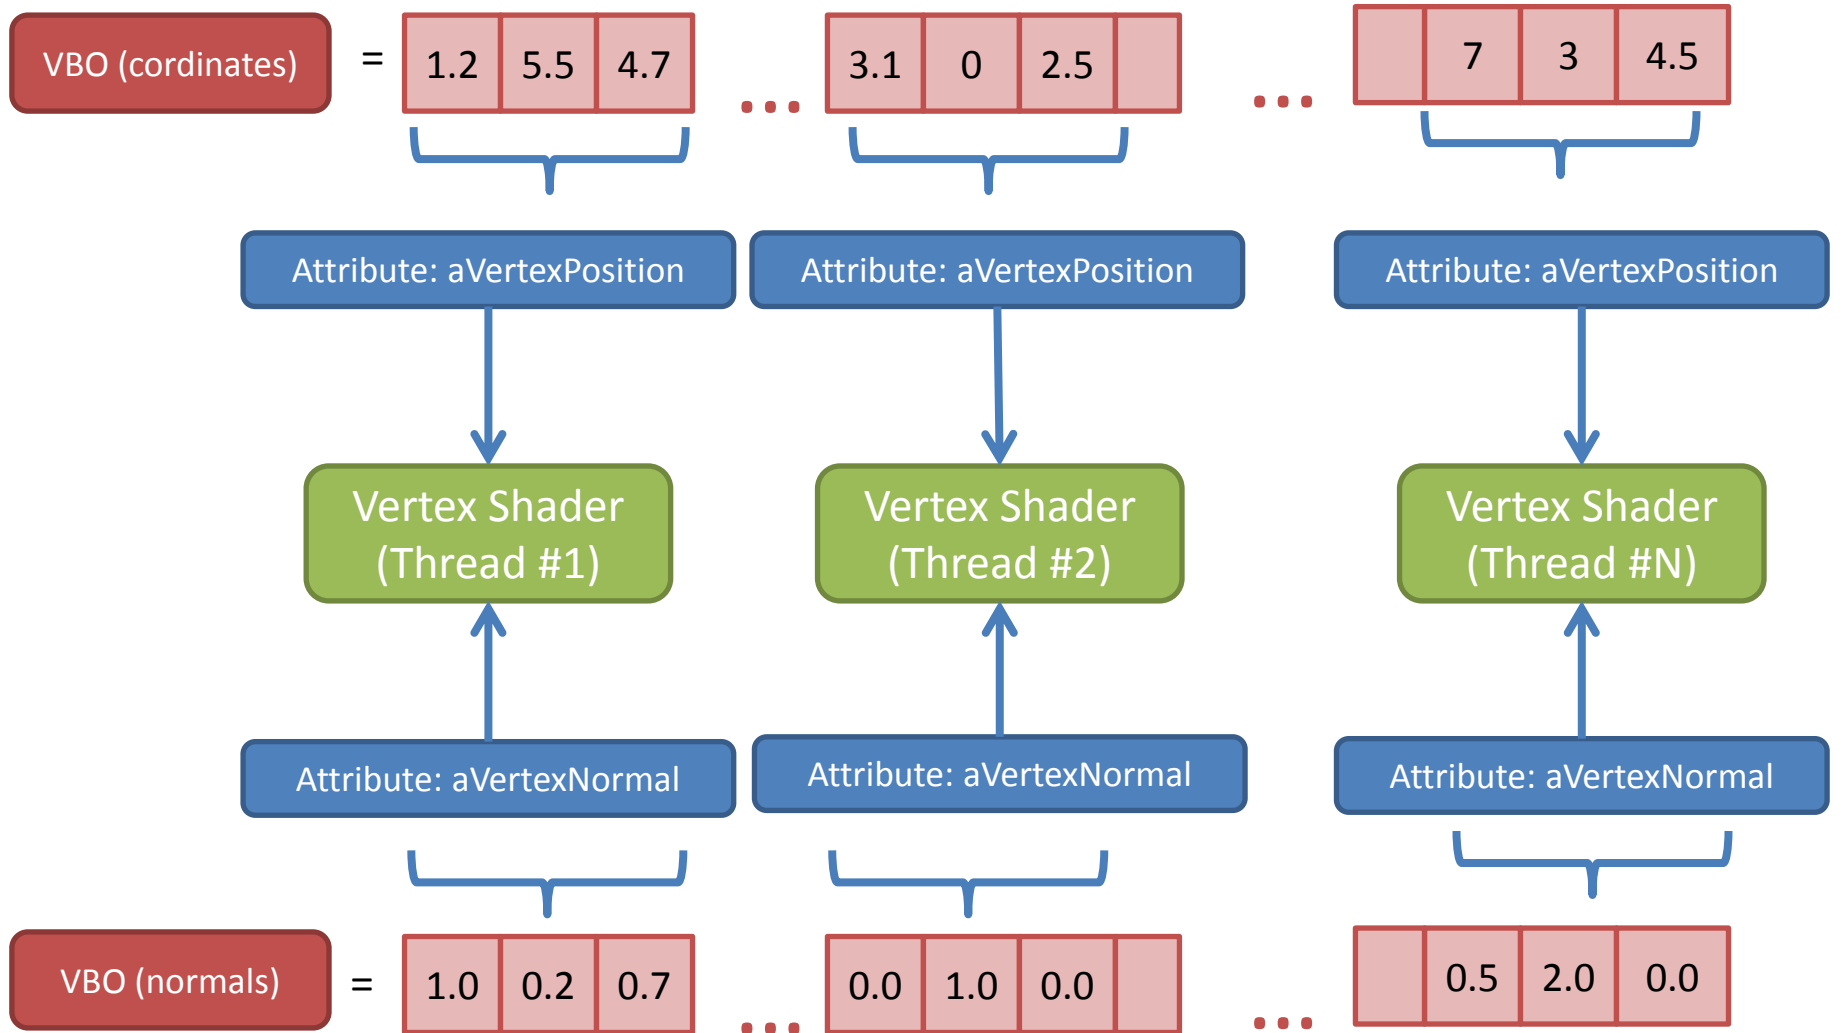 VBO (cordinates) = 1.2 5.5 4.7 ... 3.1 0 2.5 ... 7 3 4.5
Attribute: aVertexPosition Attribute: aVertexPosition Attribute: aVertexPosition
Vertex Shader Vertex Shader Vertex Shader
(Thread #1) (Thread #2) (Thread #N)
Attribute: aVertexNormal Attribute: aVertexNormal Attribute: aVertexNormal
VBO (normals) = 1.0 0.2 0.7 ... 0.0 1.0 0.0 ... 0.5 2.0 0.0